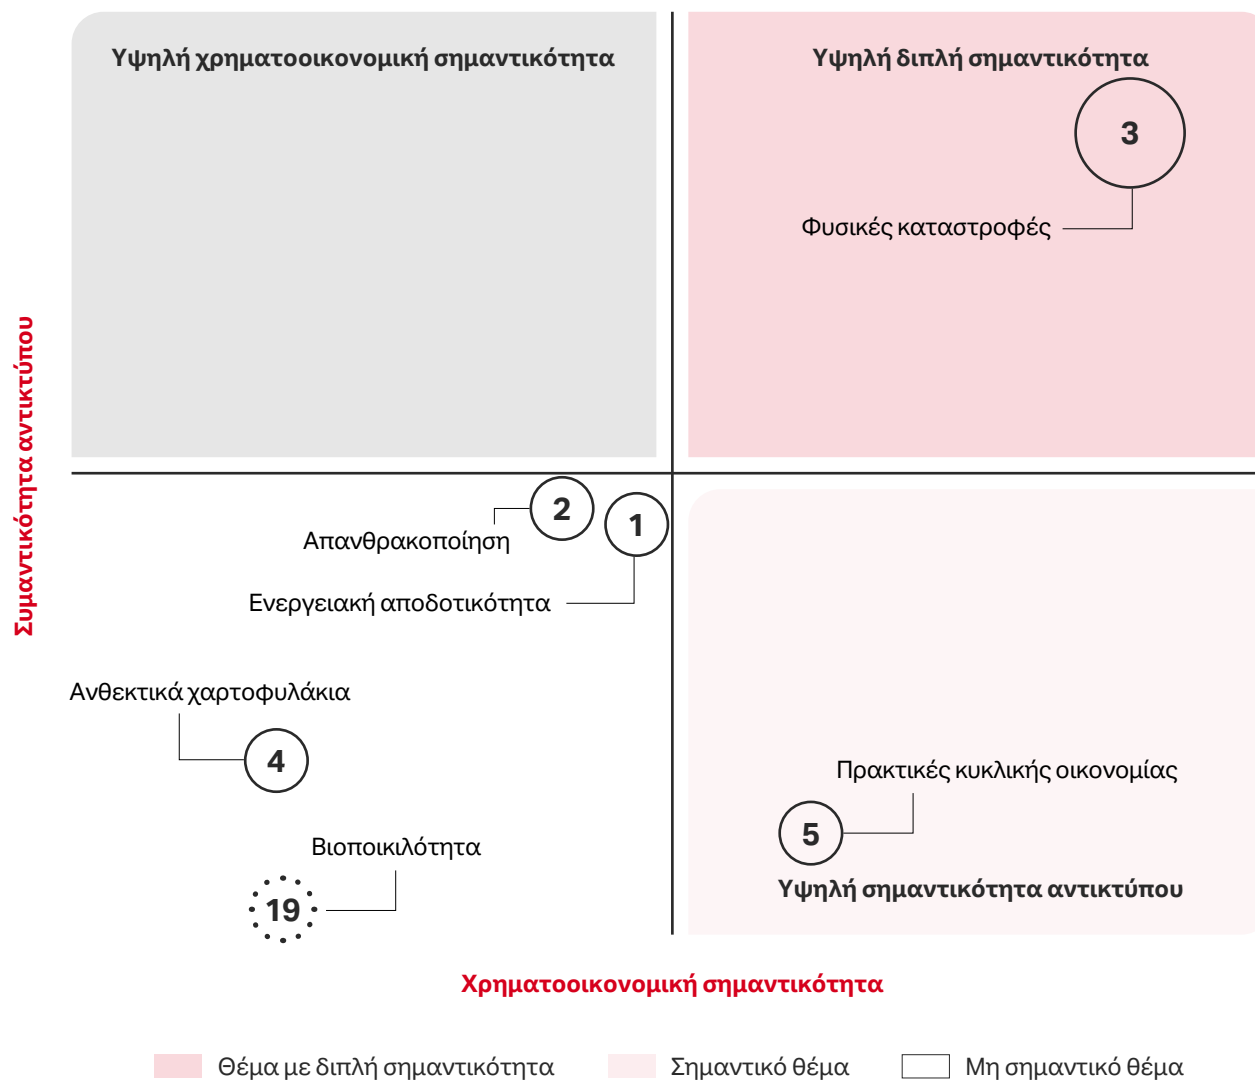 Υψηλή χρηματοοικονομική σημαντικότητα
Υψηλή διπλή σημαντικότητα
3
Φυσικές καταστροφές
Συμαντικότητα αντικτύπου
2
1
Απανθρακοποίηση
Ενεργειακή αποδοτικότητα
Ανθεκτικά χαρτοφυλάκια
4
Πρακτικές κυκλικής οικονομίας
5
Βιοποικιλότητα
19
Υψηλή σημαντικότητα αντικτύπου
Χρηματοοικονομική σημαντικότητα
Θέμα με διπλή σημαντικότητα
Σημαντικό θέμα
Μη σημαντικό θέμα